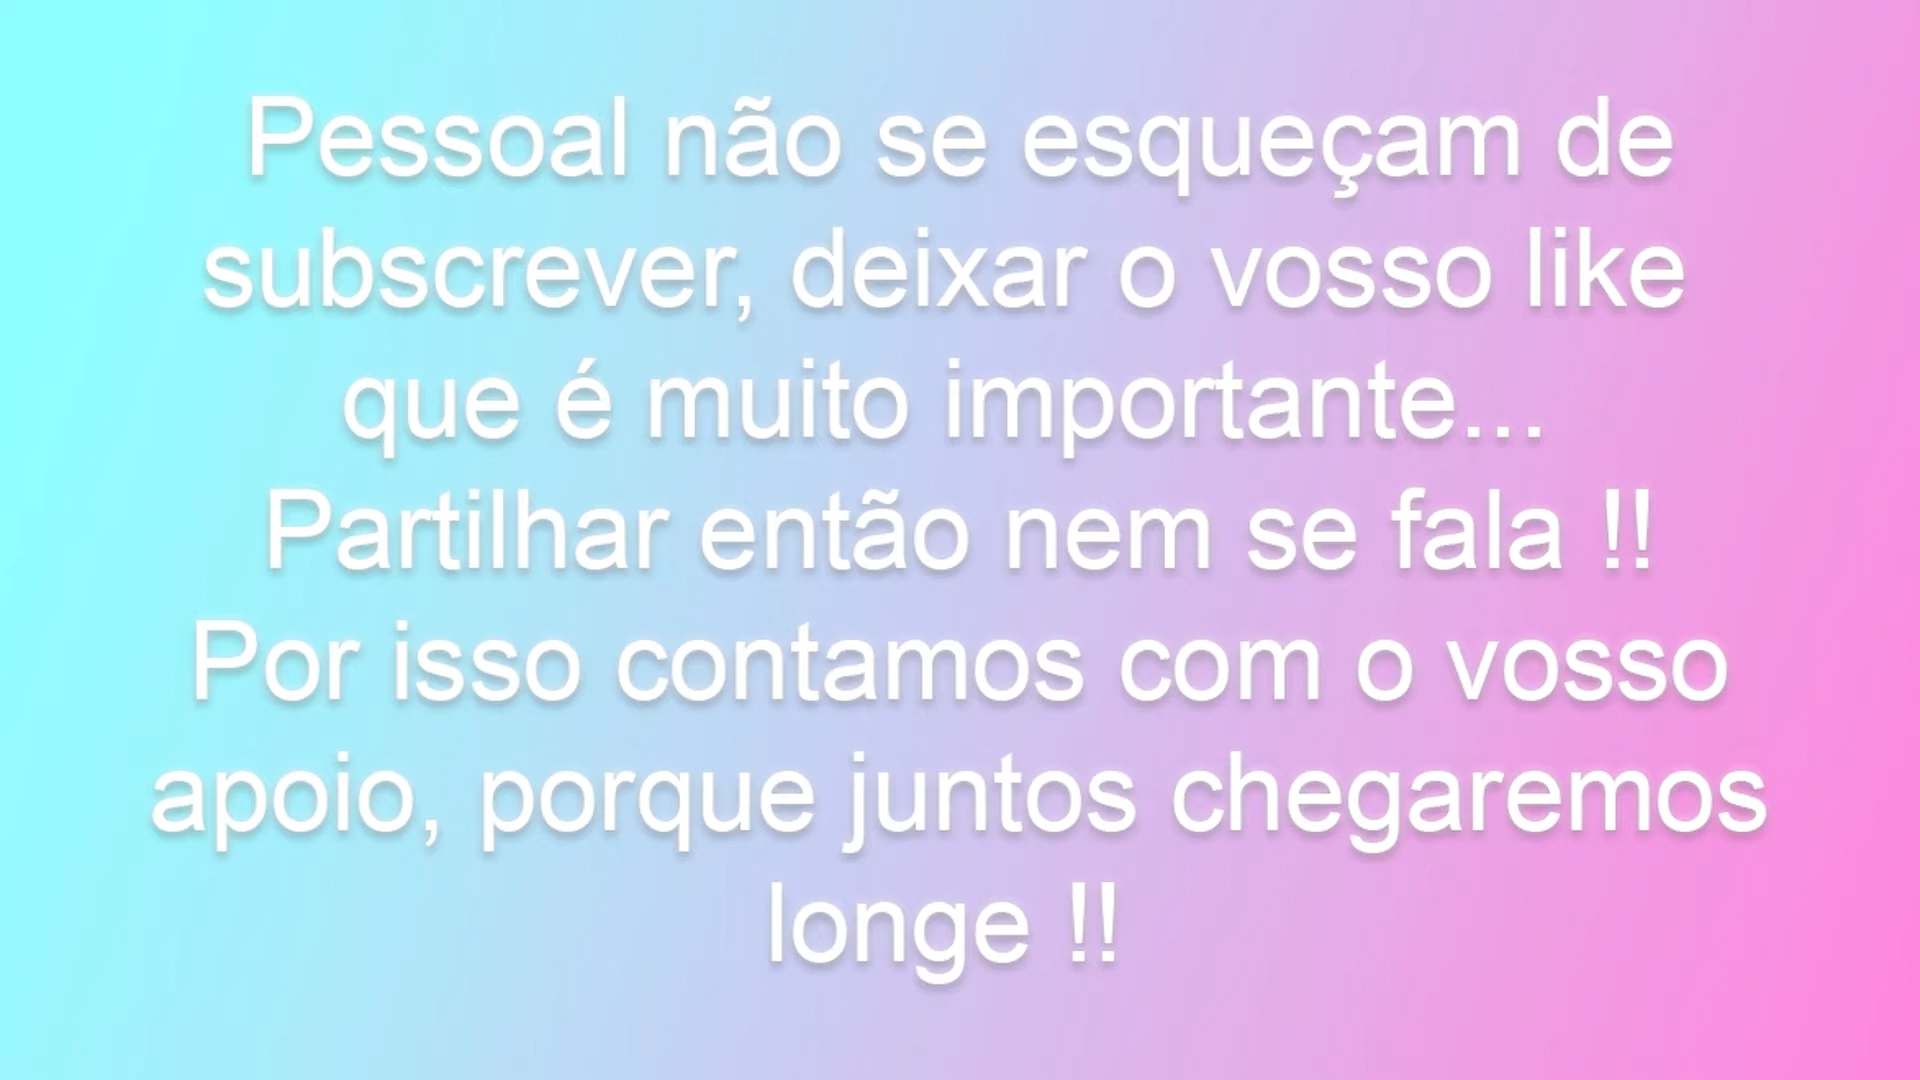 Pessoal não se esqueçam de
subscrever, deixar o vosso like
que é muito importante...
Partilhar então nem se fala !!
Por isso contamos com o vosso
apoio, porque juntos chegaremos
longe !!